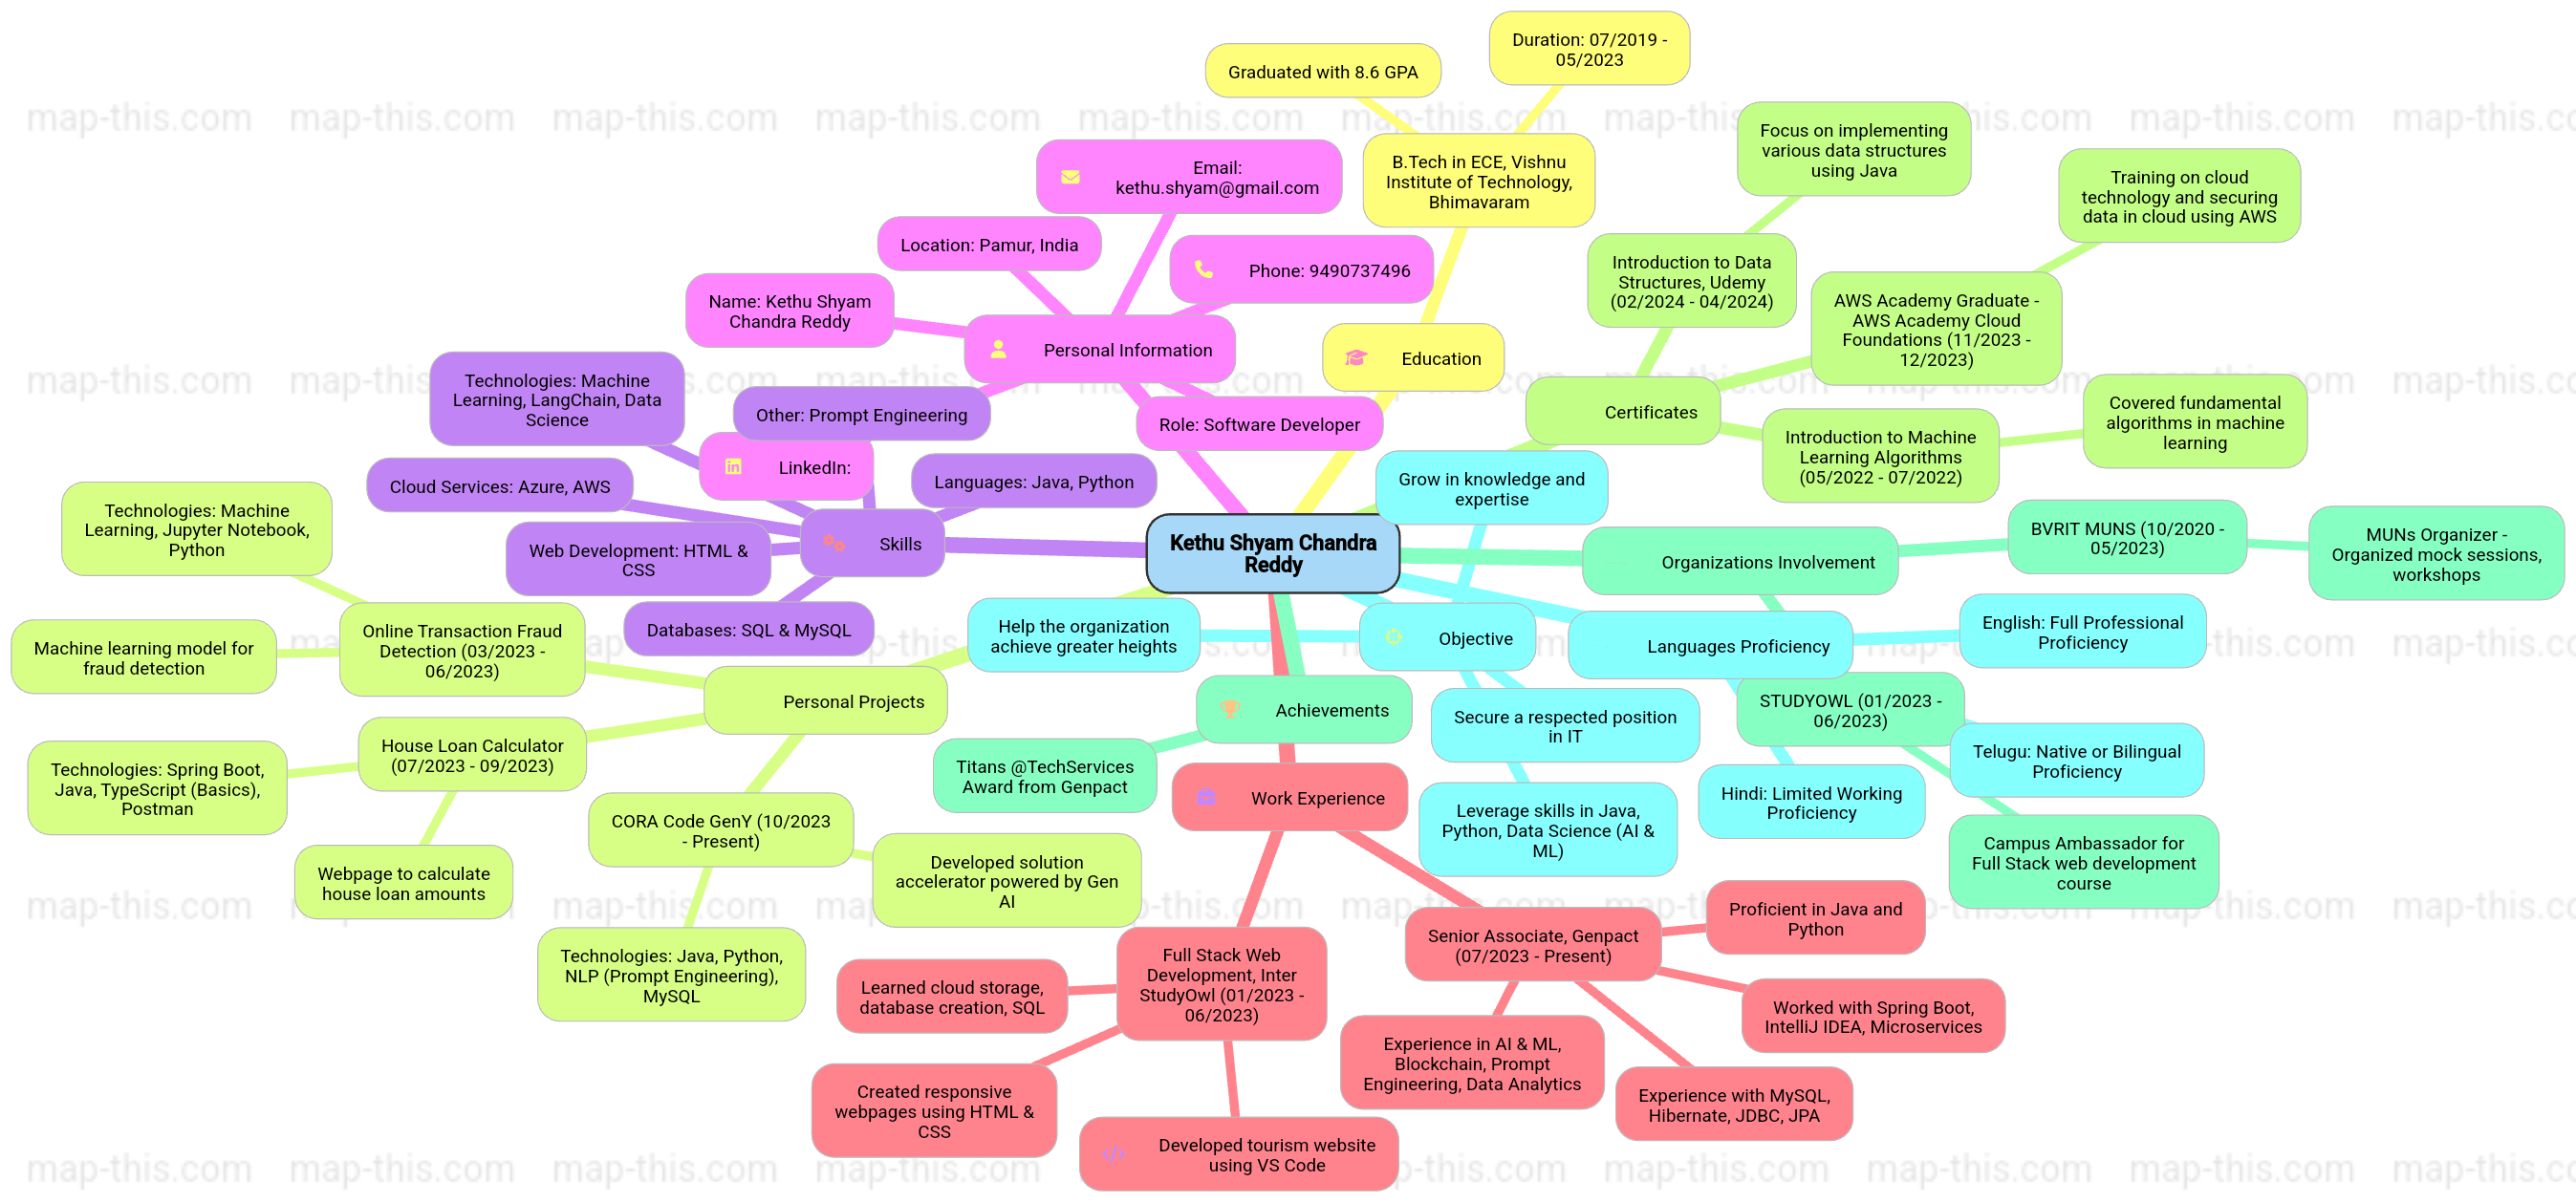 Kethu Shyam Chandra
Reddy
Personal Information
Name: Kethu Shyam
Chandra Reddy
Location: Pamur, India
Email:
kethu.shyam@gmail.com
Phone: 9490737496
Role: Software Developer
LinkedIn:
Education
B.Tech in ECE, Vishnu
Institute of Technology,
Bhimavaram
Graduated with 8.6 GPA
Duration: 07/2019 -
05/2023
Certificates
Introduction to Data
Structures, Udemy
(02/2024 - 04/2024)
Focus on implementing
various data structures
using Java
AWS Academy Graduate -
AWS Academy Cloud
Foundations (11/2023 -
12/2023)
Training on cloud
technology and securing
data in cloud using AWS
Introduction to Machine
Learning Algorithms
(05/2022 - 07/2022)
Covered fundamental
algorithms in machine
learning
Organizations Involvement
BVRIT MUNS (10/2020 -
05/2023)
MUNs Organizer -
Organized mock sessions,
workshops
STUDYOWL (01/2023 -
06/2023)
Campus Ambassador for
Full Stack web development
course
Languages Proficiency
English: Full Professional
Proficiency
Telugu: Native or Bilingual
Proficiency
Hindi: Limited Working
Proficiency
Objective
Grow in knowledge and
expertise
Help the organization
achieve greater heights
Secure a respected position
in IT
Leverage skills in Java,
Python, Data Science (AI &
ML)
Achievements
Titans @TechServices
Award from Genpact
Work Experience
Senior Associate, Genpact
(07/2023 - Present)
Proficient in Java and
Python
Worked with Spring Boot,
IntelliJ IDEA, Microservices
Experience with MySQL,
Hibernate, JDBC, JPA
Experience in AI & ML,
Blockchain, Prompt
Engineering, Data Analytics
Full Stack Web
Development, Inter
StudyOwl (01/2023 -
06/2023)
Learned cloud storage,
database creation, SQL
Created responsive
webpages using HTML &
CSS
Developed tourism website
using VS Code
Skills
Technologies: Machine
Learning, LangChain, Data
Science
Other: Prompt Engineering
Languages: Java, Python
Cloud Services: Azure, AWS
Web Development: HTML &
CSS
Databases: SQL & MySQL
Personal Projects
Online Transaction Fraud
Detection (03/2023 -
06/2023)
Technologies: Machine
Learning, Jupyter Notebook,
Python
Machine learning model for
fraud detection
House Loan Calculator
(07/2023 - 09/2023)
Technologies: Spring Boot,
Java, TypeScript (Basics),
Postman
Webpage to calculate
house loan amounts
CORA Code GenY (10/2023
- Present)
Developed solution
accelerator powered by Gen
AI
Technologies: Java, Python,
NLP (Prompt Engineering),
MySQL
map-this.com